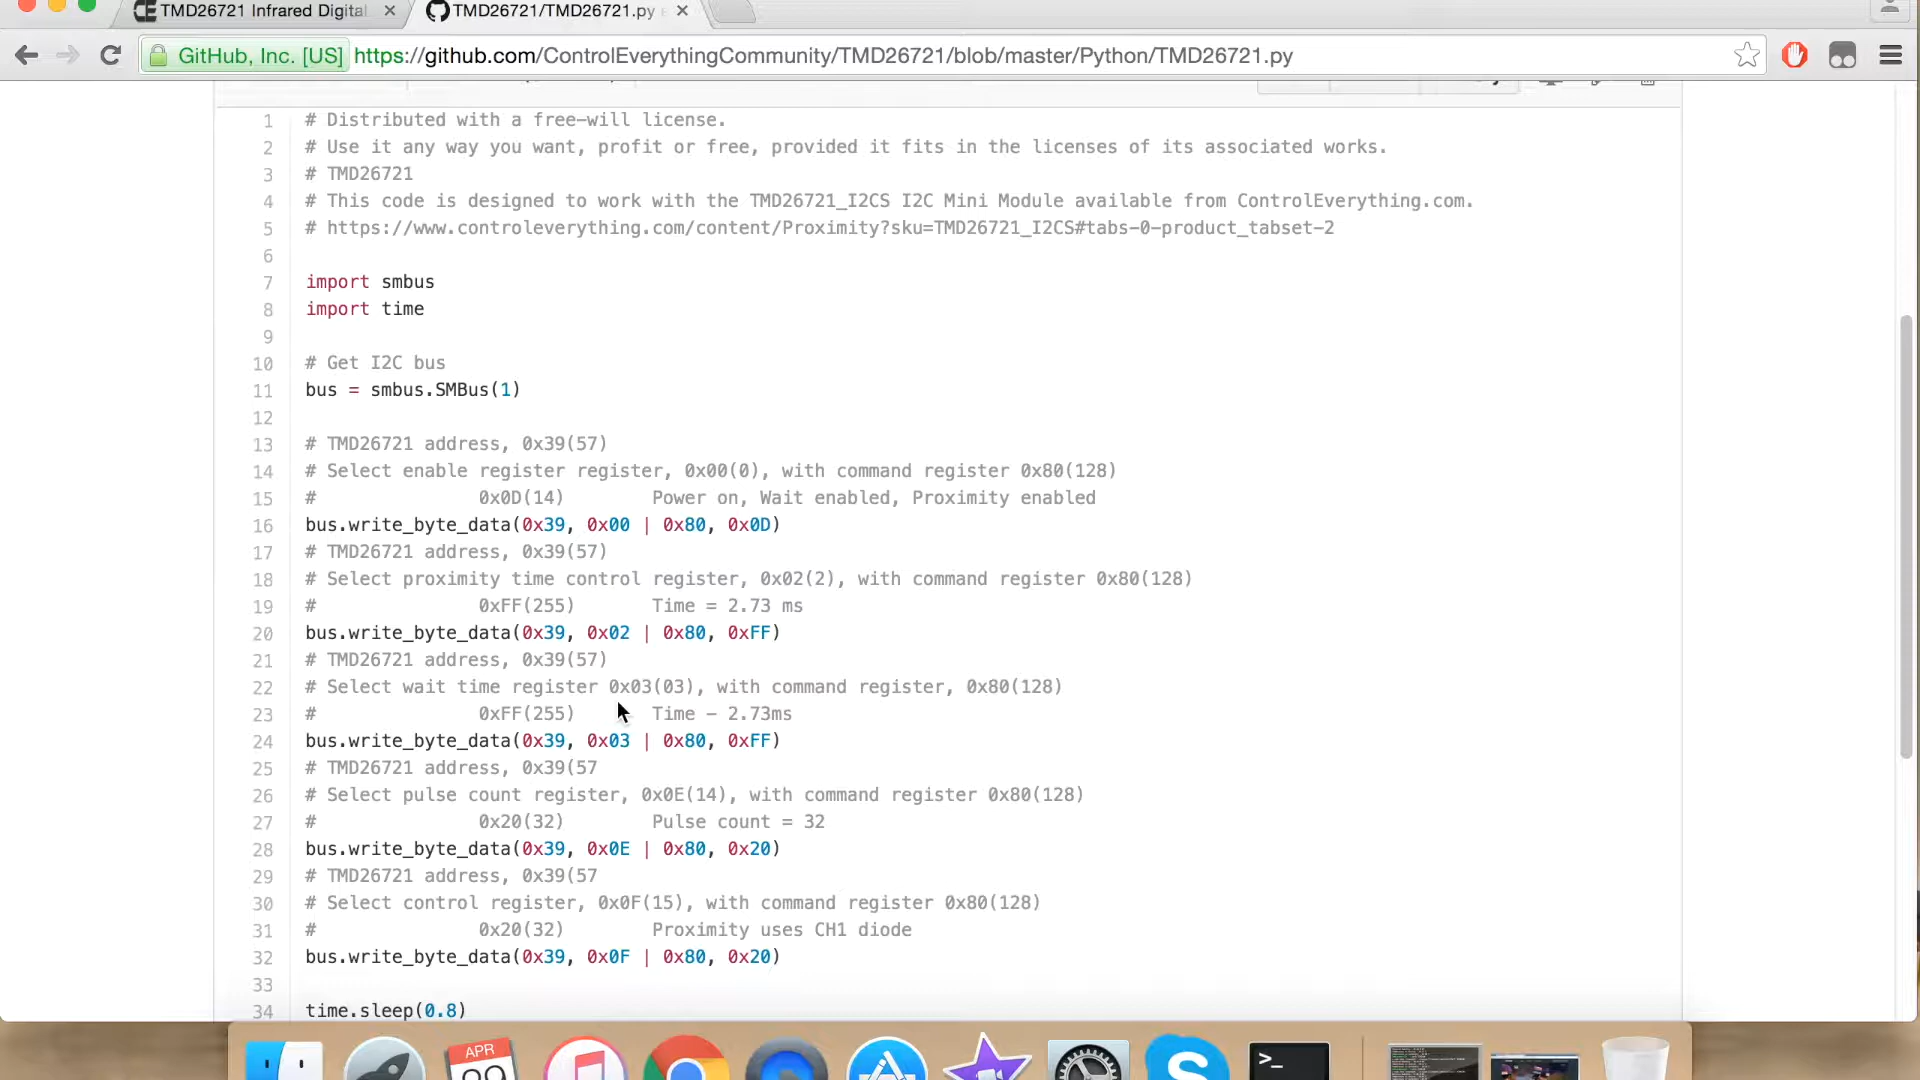 TMD26721 Infrared Digital
TMD26721/TMD26721.py
GitHub, Inc. [US] https://github.com/ControlEverythingCommunity/TMD26721/blob/master/Python/TMD26721.py
1 # Distributed with a free-will license.
2 # Use it any way you want, profit or free, provided it fits in the licenses of its associated works.
3 # TMD26721
4 # This code is designed to work with the TMD26721_I2CS I2C Mini Module available from ControlEverything.com.
5 # https://www.controleverything.com/content/Proximity?sku=TMD26721_I2CS#tabs-0-product_tabset-2
6
7 import smbus
8 import time
9
10 # Get I2C bus
11 bus = smbus.SMBus(1)
12
13 # TMD26721 address, 0x39(57)
14 # Select enable register register, 0x00(0), with command register 0x80(128)
15 # 0x0D(14) Power on, Wait enabled, Proximity enabled
16 bus.write_byte_data(0x39, 0x00 | 0x80, 0x0D)
17 # TMD26721 address, 0x39(57)
18 # Select proximity time control register, 0x02(2), with command register 0x80(128)
19 # 0xFF(255) Time = 2.73 ms
20 bus.write_byte_data(0x39, 0x02 | 0x80, 0xFF)
21 # TMD26721 address, 0x39(57)
22 # Select wait time register 0x03(03), with command register, 0x80(128)
23 # 0xFF(255) Time - 2.73ms
24 bus.write_byte_data(0x39, 0x03 | 0x80, 0xFF)
25 # TMD26721 address, 0x39(57
26 # Select pulse count register, 0x0E(14), with command register 0x80(128)
27 # 0x20(32) Pulse count = 32
28 bus.write_byte_data(0x39, 0x0E | 0x80, 0x20)
29 # TMD26721 address, 0x39(57
30 # Select control register, 0x0F(15), with command register 0x80(128)
31 # 0x20(32) Proximity uses CH1 diode
32 bus.write_byte_data(0x39, 0x0F | 0x80, 0x20)
33
34 time.sleep(0.8)
APR